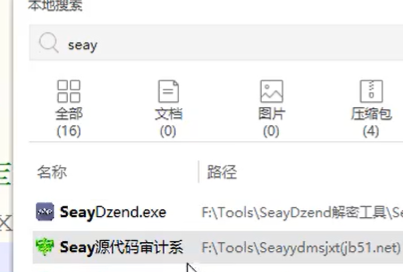 本地搜索
seay
全部 文档 图片 压缩包
(16) (0) (0) (4)
名称 路径
SeayDzend.exe F:\Tools\SeayDzend解密工具\Se
Seay源代码审计系 F:\Tools\Seayydmsjxt(jb51.net)